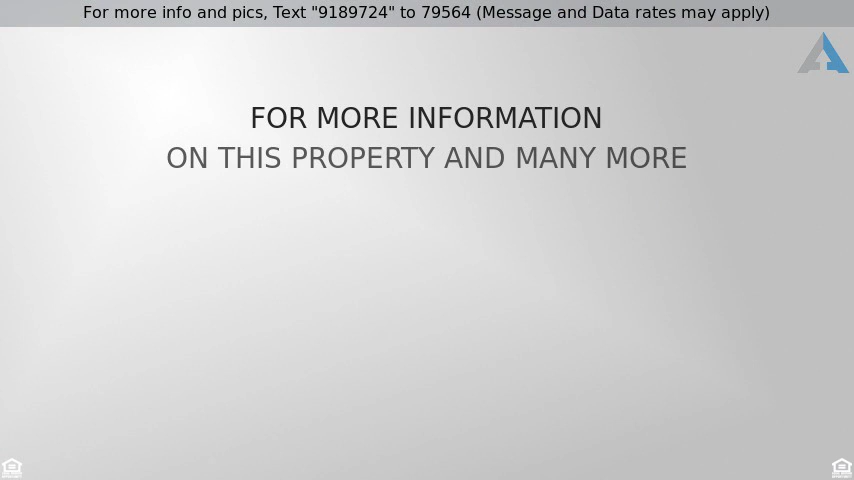 For more info and pics, Text "9189724" to 79564 (Message and Data rates may apply)
FOR MORE INFORMATION
ON THIS PROPERTY AND MANY MORE